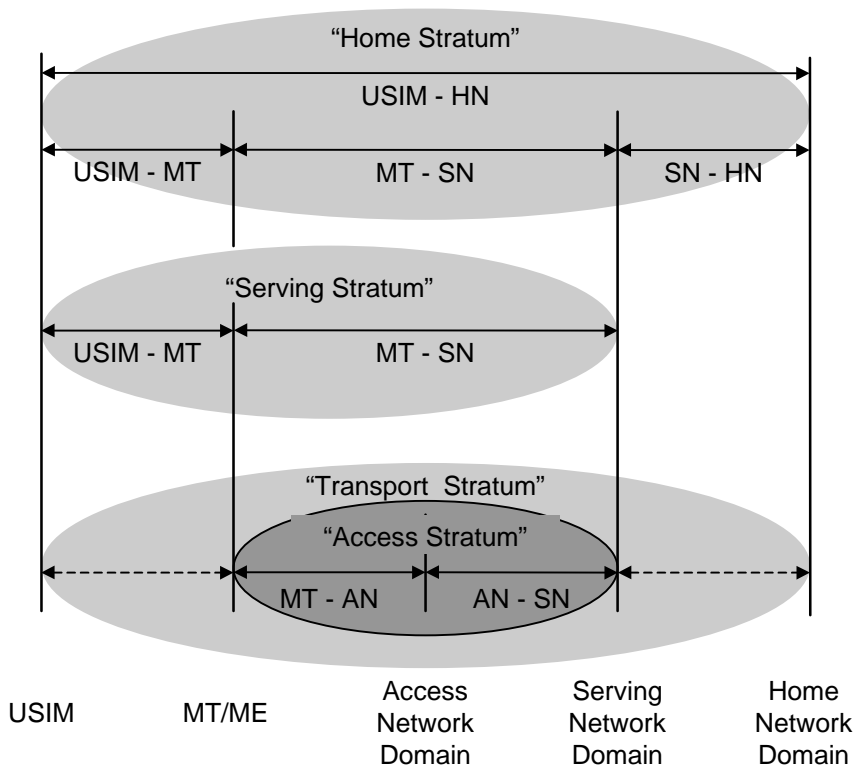 “Home Stratum”
USIM - HN
USIM - MT
MT - SN
SN - HN
“Serving Stratum”
USIM - MT
MT - SN
“Transport Stratum”
“Access Stratum”
MT - AN
AN - SN
USIM
MT/ME
Access
Network
Domain
Serving
Network
Domain
Home
Network
Domain